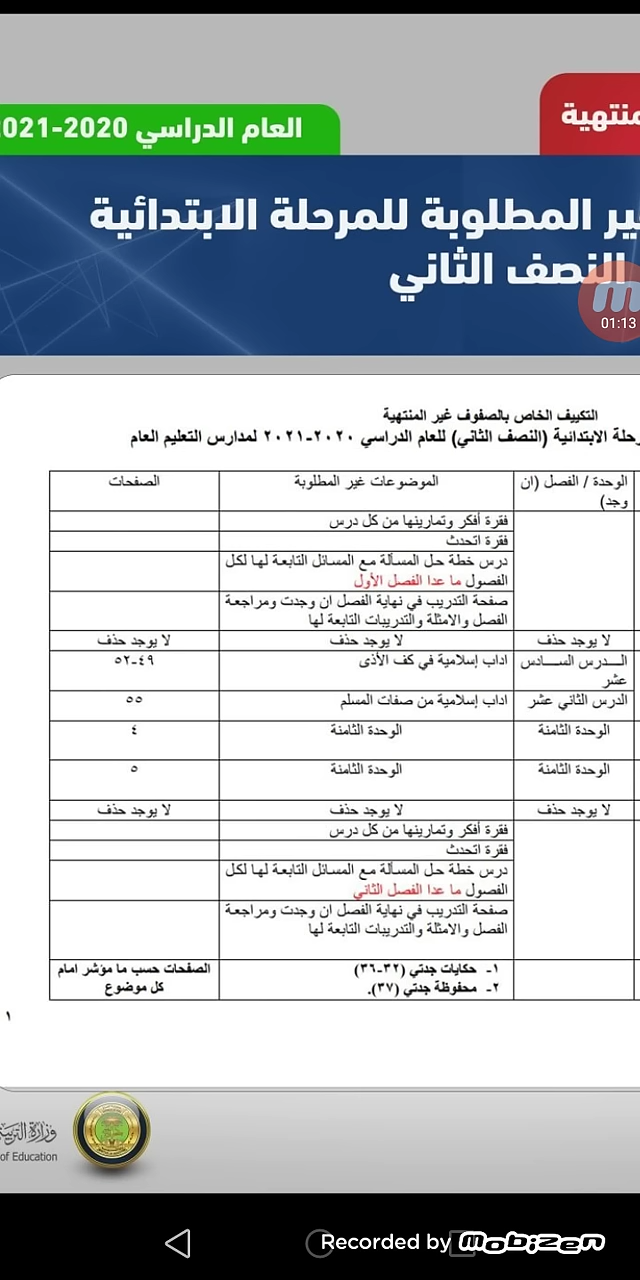 منتهية
العام الدراسي 2020-2021
ير المطلوبة للمرحلة الابتدائية
النصف الثاني
m
01:13
التكييف الخاص بالصفوف غير المنتهية
حلة الابتدائية (النصف الثاني) للعام الدراسي ٢٠٢٠-٢٠٢١ لمدارس التعليم العام
الوحدة / الفصل (ان وجد) الموضوعات غير المطلوبة الصفحات
فقرة أفكر وتمارينها من كل درس
فقرة اتحدث
درس خطة حل المسألة مع المسائل التابعة لها لكل
الفصول ما عدا الفصل الأول
صفحة التدريب في نهاية الفصل ان وجدت ومراجعة
الفصل والامثلة والتدريبات التابعة لها
لا يوجد حذف لا يوجد حذف لا يوجد حذف
الـــدرس الســـادس عشر اداب إسلامية في كف الأذى ٤٩-٥٢
الدرس الثاني عشر اداب إسلامية من صفات المسلم ٥٥
الوحدة الثامنة الوحدة الثامنة ٤
الوحدة الثامنة الوحدة الثامنة ٥
لا يوجد حذف لا يوجد حذف لا يوجد حذف
فقرة أفكر وتمارينها من كل درس
فقرة اتحدث
درس خطة حل المسألة مع المسائل التابعة لها لكل
الفصول ما عدا الفصل الثاني
صفحة التدريب في نهاية الفصل ان وجدت ومراجعة
الفصل والامثلة والتدريبات التابعة لها
١- حكايات جدتي (٣٢-٣٦) الصفحات حسب ما مؤشر امام
٢- محفوظة جدتي (٣٧). كل موضوع
١
وزارة التربية
of Education
Recorded by mobizen